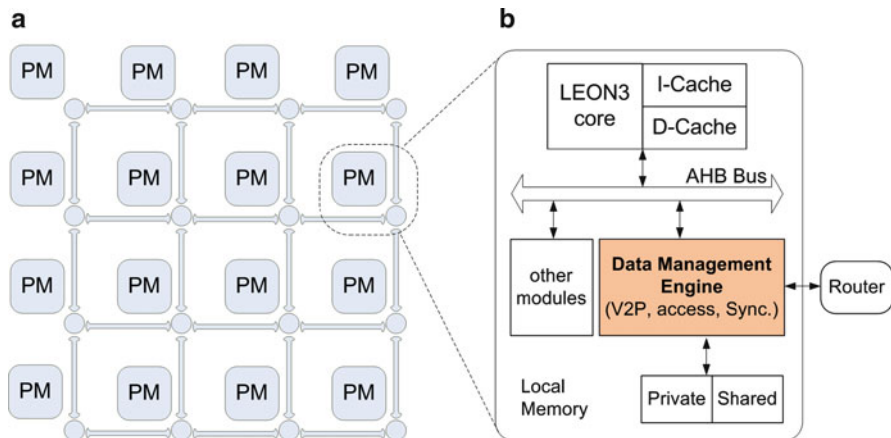 a
PM PM PM PM
PM PM PM PM
PM PM PM PM
PM PM PM PM
b
LEON3
core
I-Cache
D-Cache
AHB Bus
other
modules
Data Management
Engine
(V2P, access, Sync.)
Router
Local
Memory
Private
Shared